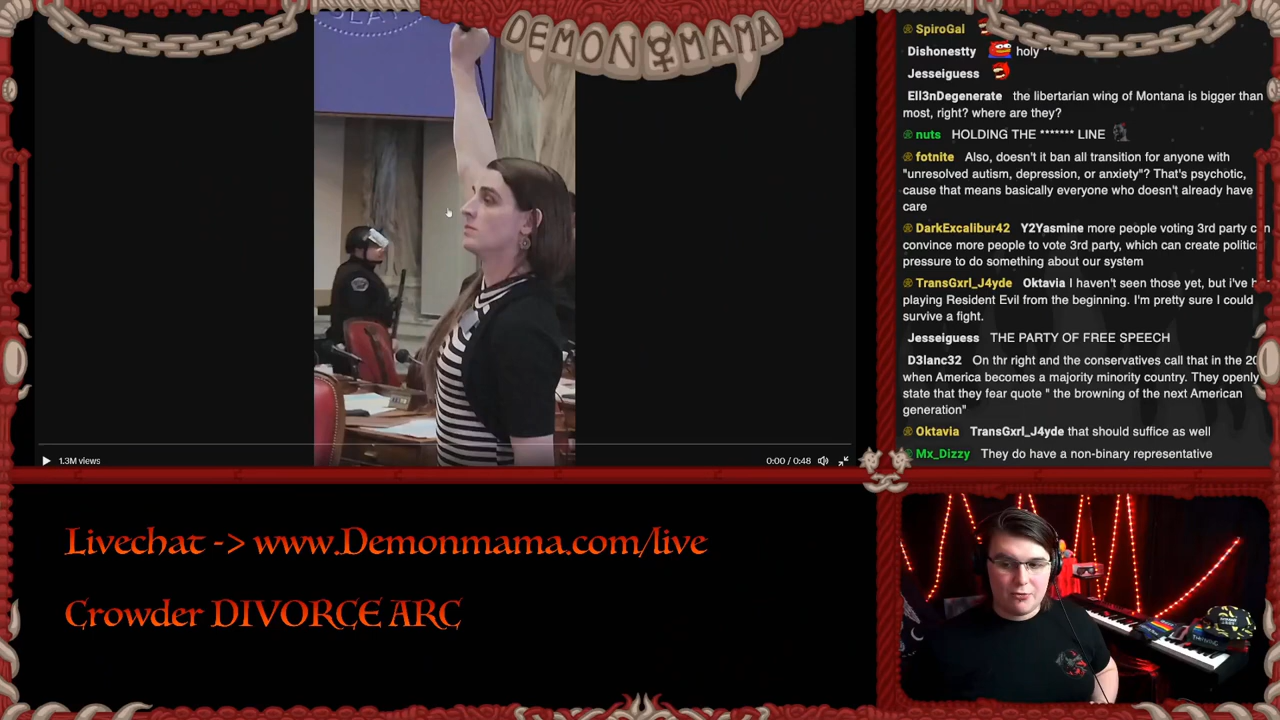 DEMON MAMA
SpiroGal
Dishonestty holy **
Jesseiguess
Ell3nDegenerate the libertarian wing of Montana is bigger than
most, right? where are they?
nuts HOLDING THE ******* LINE
fotnite Also, doesn't it ban all transition for anyone with
"unresolved autism, depression, or anxiety"? That's psychotic,
cause that means basically everyone who doesn't already have
care
DarkExcalibur42 Y2Yasmine more people voting 3rd party can
convince more people to vote 3rd party, which can create politica
pressure to do something about our system
TransGxrl_J4yde Oktavia I haven't seen those yet, but i've
playing Resident Evil from the beginning. I'm pretty sure I could
survive a fight.
Jesseiguess THE PARTY OF FREE SPEECH
D3lanc32 On thr right and the conservatives call that in the 20
when America becomes a majority minority country. They openly
state that they fear quote " the browning of the next American
generation"
Oktavia TransGxrl_J4yde that should suffice as well
Mx_Dizzy They do have a non-binary representative
1.3M views
0:00 / 0:48
Livechat -> www.Demonmama.com/live
Crowder DIVORCE ARC